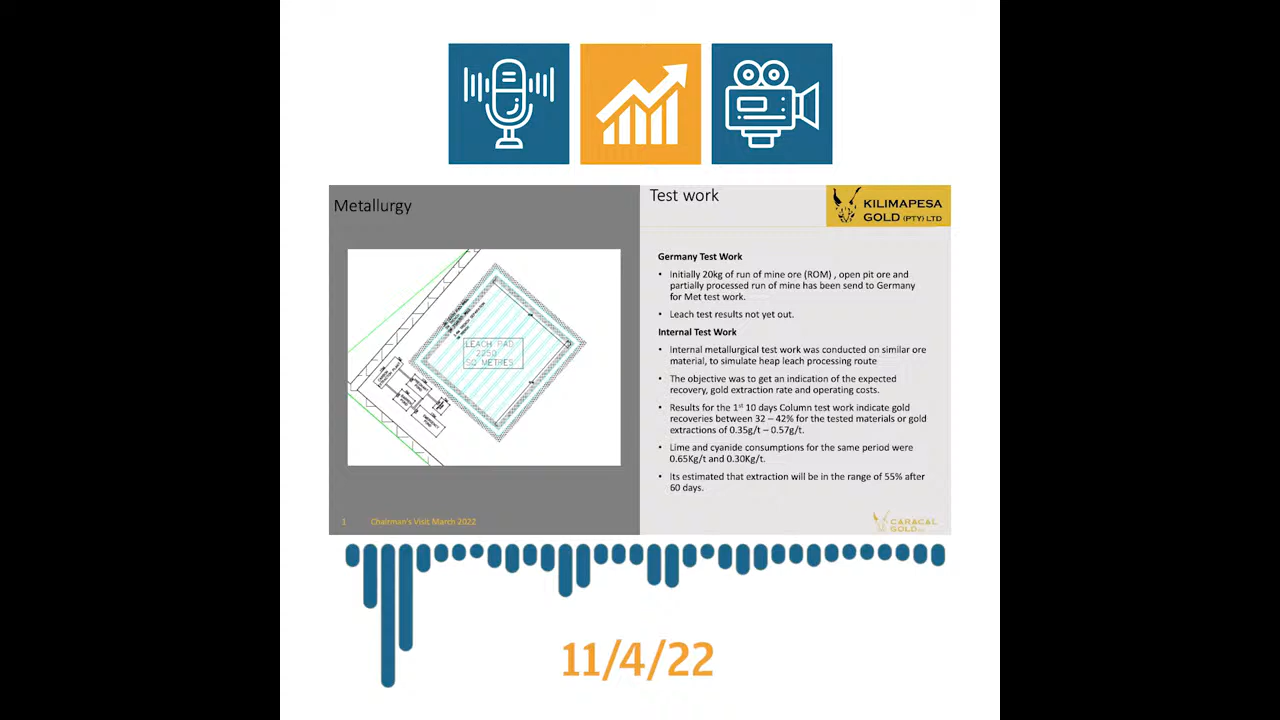 Metallurgy
Test work
KILIMAPESA
GOLD (PTY) LTD
LEACH PAD
2250
SQ METRES
Germany Test Work
• Initially 20kg of run of mine ore (ROM) , open pit ore and
partially processed run of mine has been send to Germany
for Met test work.
• Leach test results not yet out.
Internal Test Work
• Internal metallurgical test work was conducted on similar ore
material, to simulate heap leach processing route
• The objective was to get an indication of the expected
recovery, gold extraction rate and operating costs.
• Results for the 1st 10 days Column test work indicate gold
recoveries between 32 – 42% for the tested materials or gold
extractions of 0.35g/t – 0.57g/t.
• Lime and cyanide consumptions for the same period were
0.65Kg/t and 0.30Kg/t.
• Its estimated that extraction will be in the range of 55% after
60 days.
1
Chairman's Visit March 2022
CARACAL
GOLD
11/4/22